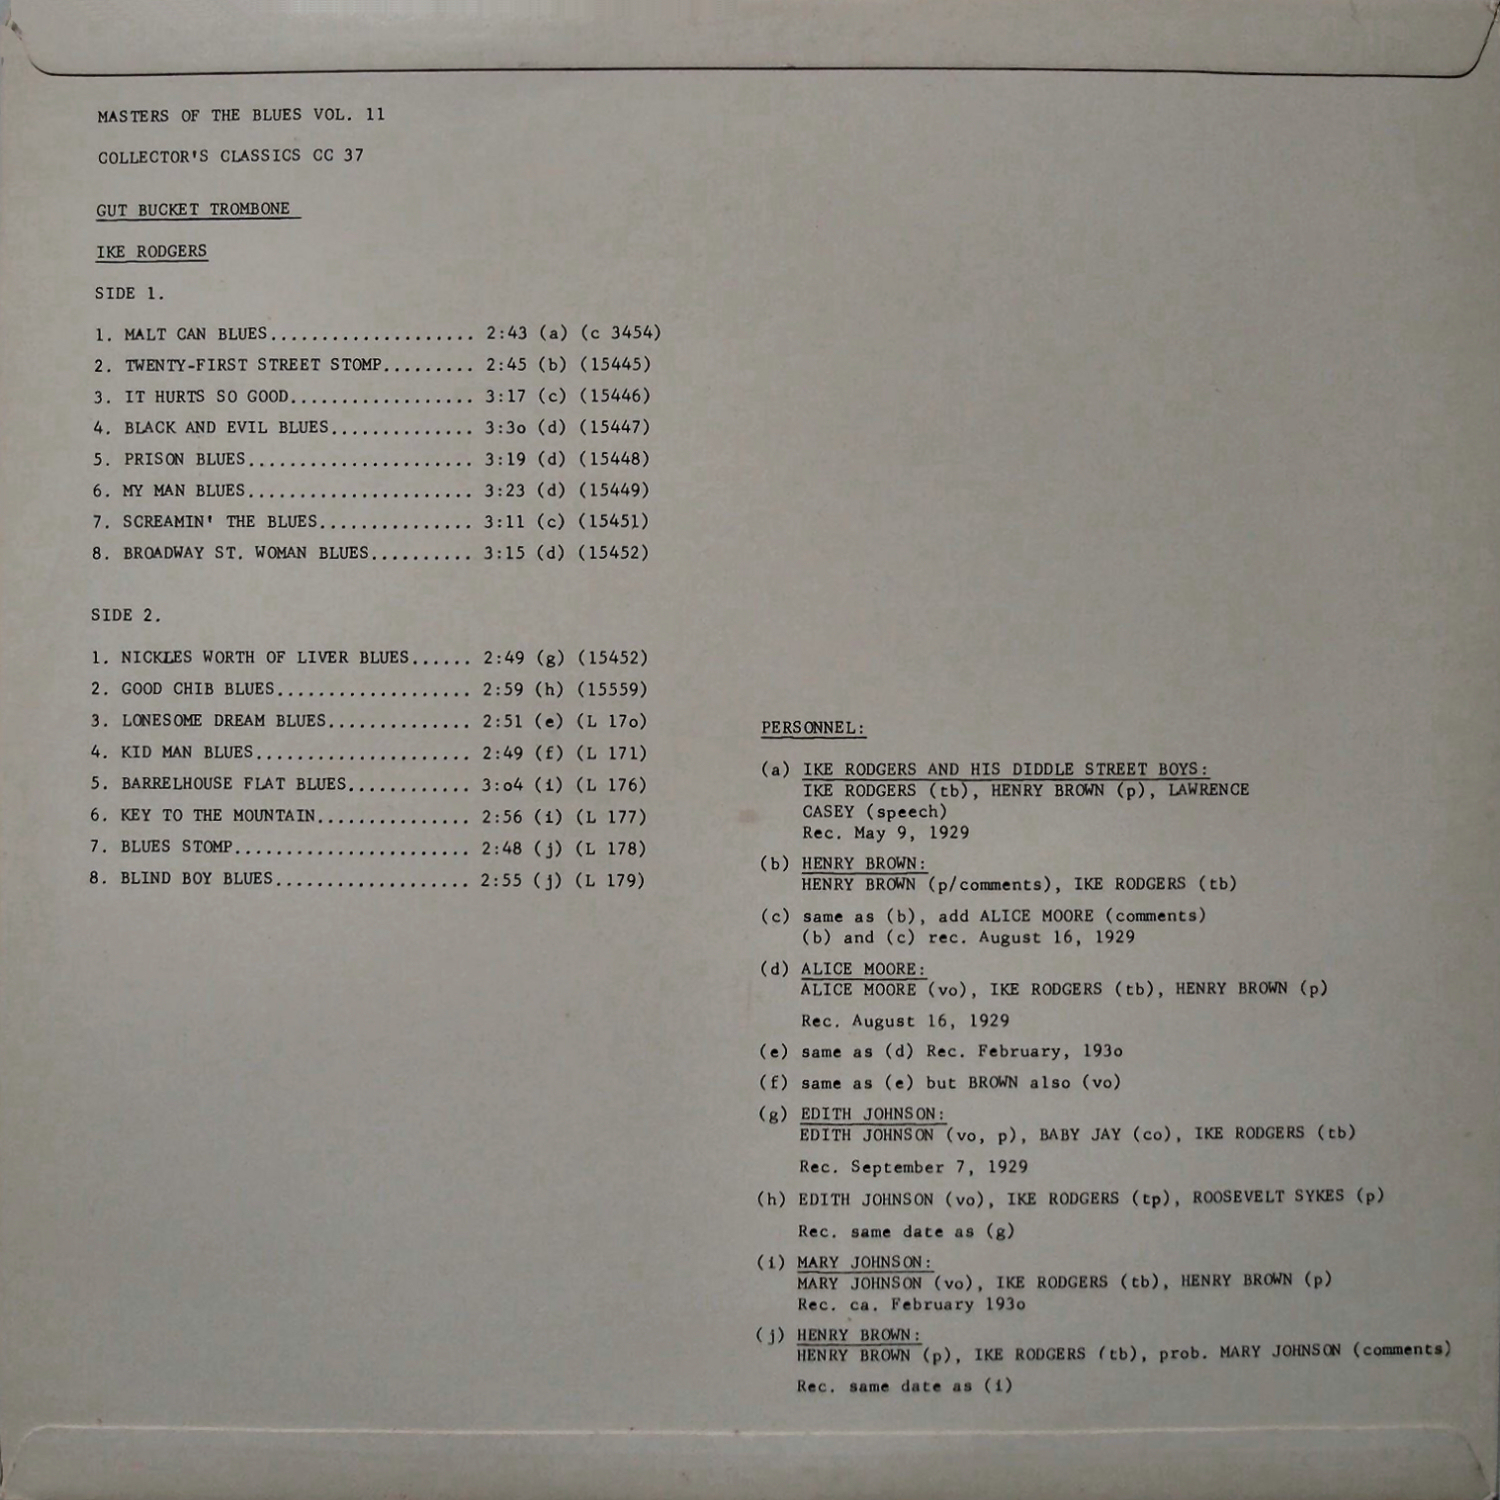 MASTERS OF THE BLUES VOL. 11
COLLECTOR'S CLASSICS CC 37
GUT BUCKET TROMBONE
IKE RODGERS
SIDE 1.
1. MALT CAN BLUES.................... 2:43 (a) (c 3454)
2. TWENTY-FIRST STREET STOMP......... 2:45 (b) (15445)
3. IT HURTS SO GOOD.................. 3:17 (c) (15446)
4. BLACK AND EVIL BLUES.............. 3:3o (d) (15447)
5. PRISON BLUES...................... 3:19 (d) (15448)
6. MY MAN BLUES...................... 3:23 (d) (15449)
7. SCREAMIN' THE BLUES............... 3:11 (c) (15451)
8. BROADWAY ST. WOMAN BLUES.......... 3:15 (d) (15452)
SIDE 2.
1. NICKLES WORTH OF LIVER BLUES...... 2:49 (g) (15452)
2. GOOD CHIB BLUES................... 2:59 (h) (15559)
3. LONESOME DREAM BLUES.............. 2:51 (e) (L 17o)
4. KID MAN BLUES..................... 2:49 (f) (L 171)
5. BARRELHOUSE FLAT BLUES............ 3:o4 (i) (L 176)
6. KEY TO THE MOUNTAIN............... 2:56 (i) (L 177)
7. BLUES STOMP....................... 2:48 (j) (L 178)
8. BLIND BOY BLUES................... 2:55 (j) (L 179)
PERSONNEL:
(a) IKE RODGERS AND HIS DIDDLE STREET BOYS:
IKE RODGERS (tb), HENRY BROWN (p), LAWRENCE
CASEY (speech)
Rec. May 9, 1929
(b) HENRY BROWN:
HENRY BROWN (p/comments), IKE RODGERS (tb)
(c) same as (b), add ALICE MOORE (comments)
(b) and (c) rec. August 16, 1929
(d) ALICE MOORE:
ALICE MOORE (vo), IKE RODGERS (tb), HENRY BROWN (p)
Rec. August 16, 1929
(e) same as (d) Rec. February, 193o
(f) same as (e) but BROWN also (vo)
(g) EDITH JOHNSON:
EDITH JOHNSON (vo, p), BABY JAY (co), IKE RODGERS (tb)
Rec. September 7, 1929
(h) EDITH JOHNSON (vo), IKE RODGERS (tp), ROOSEVELT SYKES (p)
Rec. same date as (g)
(i) MARY JOHNSON:
MARY JOHNSON (vo), IKE RODGERS (tb), HENRY BROWN (p)
Rec. ca. February 193o
(j) HENRY BROWN:
HENRY BROWN (p), IKE RODGERS (tb), prob. MARY JOHNSON (comments)
Rec. same date as (i)